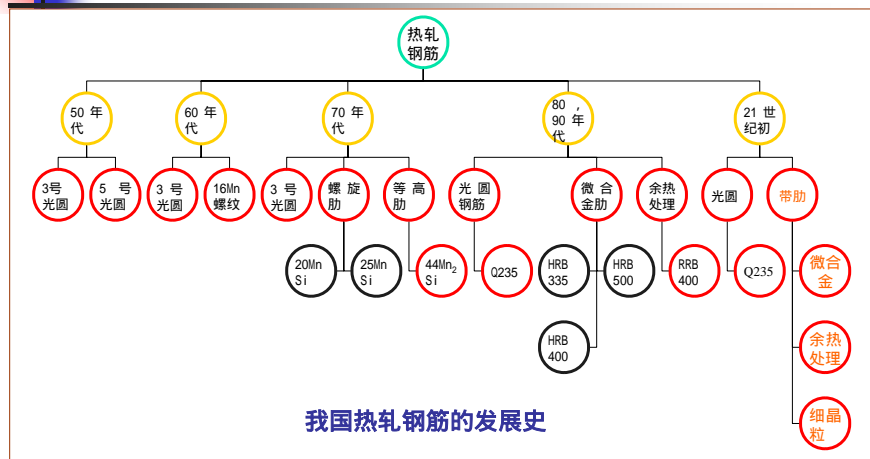 热轧
钢筋
50 年
代
60 年
代
70 年
代
80 ,
90 年
代
21 世
纪初
3号
光圆
5 号
光圆
3 号
光圆
16Mn
螺纹
3 号
光圆
螺 旋
肋
等 高
肋
光 圆
钢筋
微 合
金肋
余热
处理
光圆
带肋
20Mn
Si
25Mn
Si
44Mn₂
Si
Q235
HRB
335
HRB
500
RRB
400
Q235
微合
金
HRB
400
余热
处理
细晶
粒
我国热轧钢筋的发展史